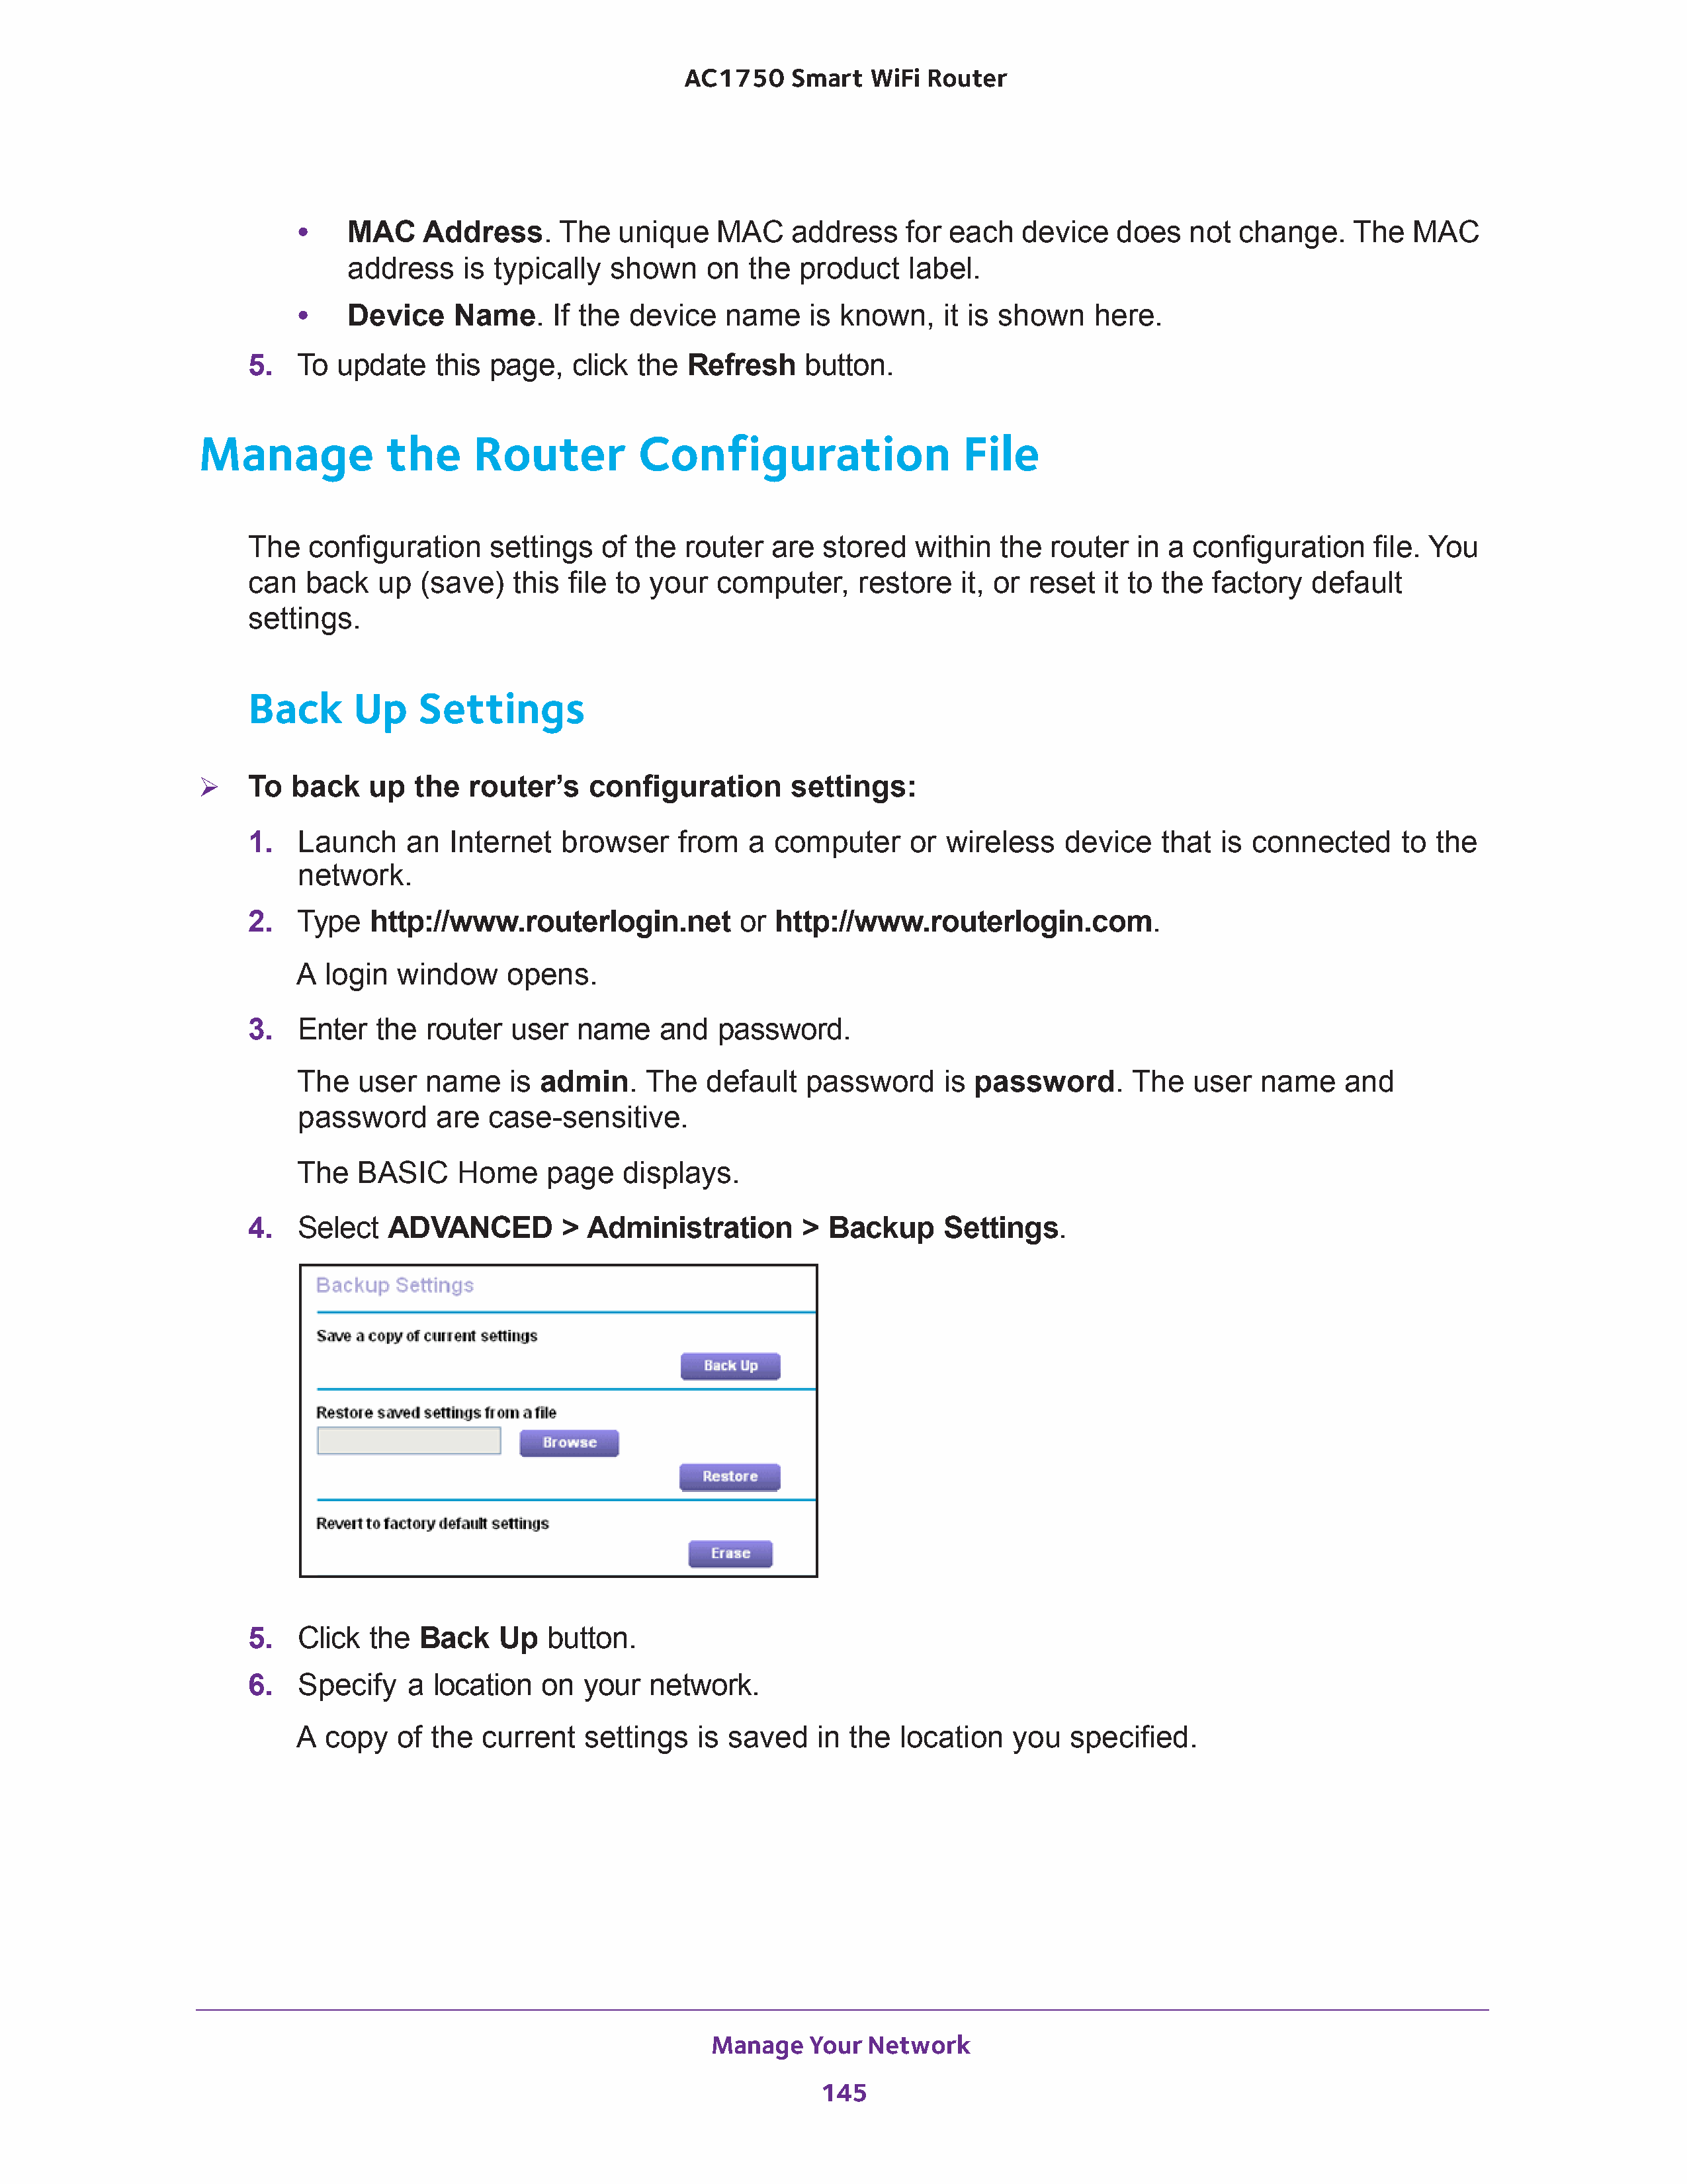 AC1750 Smart WiFi Router
• MAC Address. The unique MAC address for each device does not change. The MAC
address is typically shown on the product label.
• Device Name. If the device name is known, it is shown here.
5. To update this page, click the Refresh button.
Manage the Router Configuration File
The configuration settings of the router are stored within the router in a configuration file. You
can back up (save) this file to your computer, restore it, or reset it to the factory default
settings.
Back Up Settings
➢ To back up the router’s configuration settings:
1. Launch an Internet browser from a computer or wireless device that is connected to the
network.
2. Type http://www.routerlogin.net or http://www.routerlogin.com.
A login window opens.
3. Enter the router user name and password.
The user name is admin. The default password is password. The user name and
password are case-sensitive.
The BASIC Home page displays.
4. Select ADVANCED > Administration > Backup Settings.
Backup Settings
Save a copy of current settings
Back Up
Restore saved settings from a file
Browse
Restore
Revert to factory default settings
Erase
5. Click the Back Up button.
6. Specify a location on your network.
A copy of the current settings is saved in the location you specified.
Manage Your Network
145